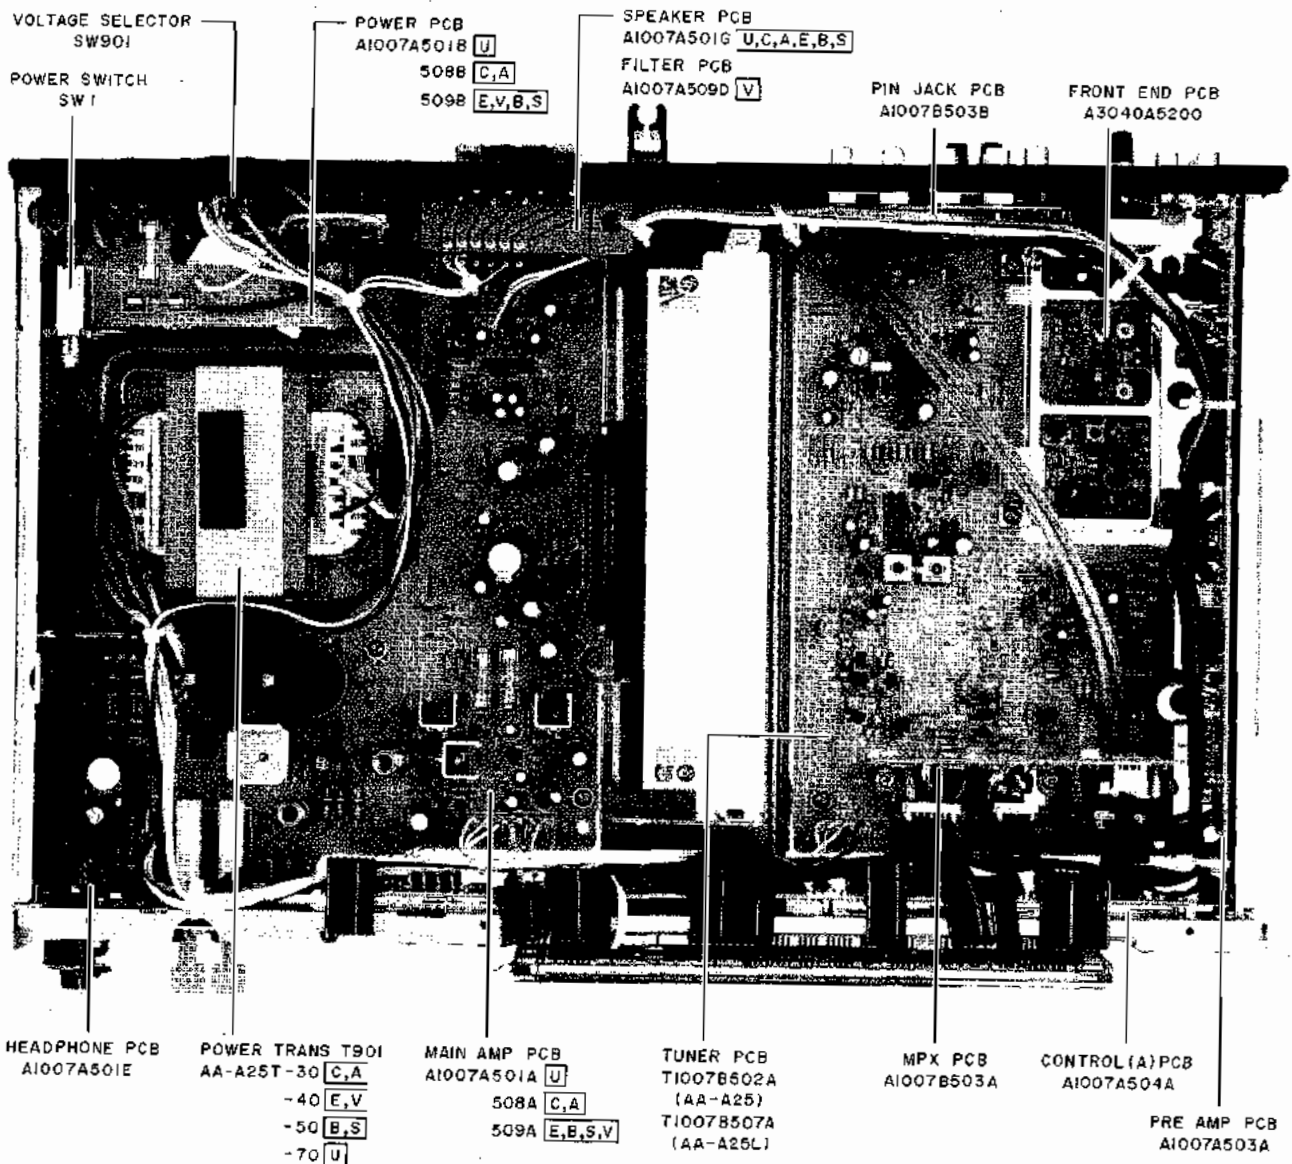 VOLTAGE SELECTOR
SW901
POWER SWITCH
SW1
POWER PCB
A1007A501B U
508B C,A
509B E,V,B,S
SPEAKER PCB
A1007A501G U,C,A,E,B,S
FILTER PCB
A1007A509D V
PIN JACK PCB
A1007B503B
FRONT END PCB
A3040A5200
HEADPHONE PCB
A1007A501E
POWER TRANS T901
AA-A25T-30 C,A
-40 E,V
-50 B,S
-70 U
MAIN AMP PCB
A1007A501A U
508A C,A
509A E,B,S,V
TUNER PCB
T1007B502A
(AA-A25)
T1007B507A
(AA-A25L)
MPX PCB
A1007B503A
CONTROL(A)PCB
A1007A504A
PRE AMP PCB
A1007A503A